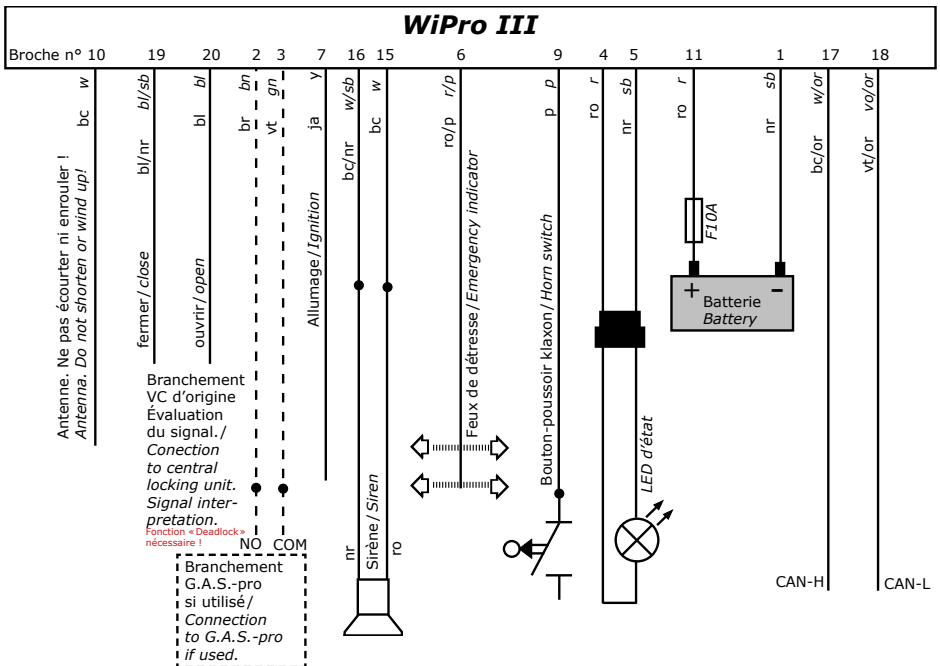 WiPro III
Broche n° 10 19 20 2 3 7 16 15 6 9 4 5 11 1 17 18
bc w
bl/nr bl/sb
bl bl
br bn
vt gn
ja y
bc/nr w/sb
bc w
ro/p r/p
p p
ro r
nr sb
ro r
nr sb
bc/or w/or
vt/or vo/or
Antenne. Ne pas écourter ni enrouler !
Antenna. Do not shorten or wind up!
fermer/close
ouvrir/open
Allumage/Ignition
Feux de détresse/Emergency indicator
Bouton-poussoir klaxon/Horn switch
F10A
+ −
Batterie
Battery
LED d'état
Branchement
VC d'origine
Évaluation
du signal./
Conection
to central
locking unit.
Signal inter-
pretation.
Fonction «Deadlock»
nécessaire !
NO COM
Branchement
G.A.S.-pro
si utilisé/
Connection
to G.A.S.-pro
if used.
nr
Sirène/Siren
ro
CAN-H
CAN-L